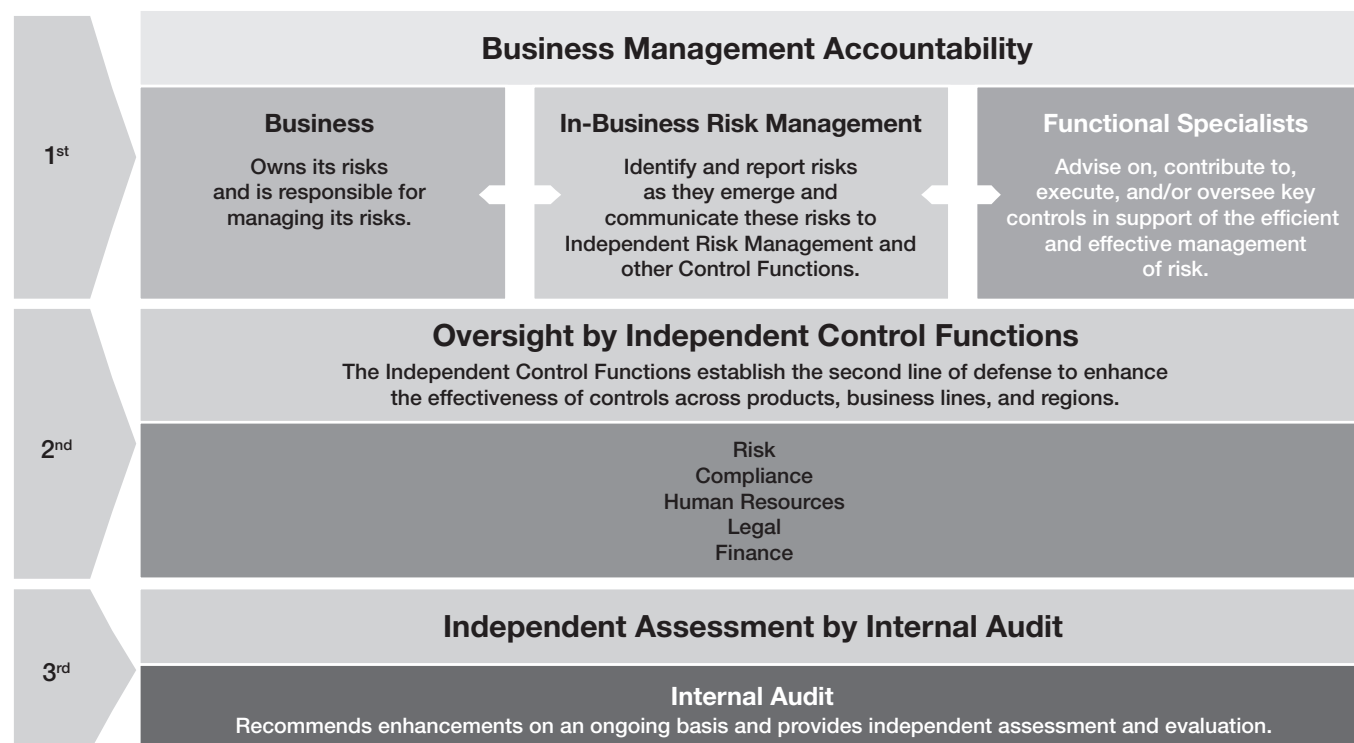 Business Management Accountability
1st
Business
Owns its risks
and is responsible for
managing its risks.
In-Business Risk Management
Identify and report risks
as they emerge and
communicate these risks to
Independent Risk Management and
other Control Functions.
Functional Specialists
Advise on, contribute to,
execute, and/or oversee key
controls in support of the efficient
and effective management
of risk.
2nd
Oversight by Independent Control Functions
The Independent Control Functions establish the second line of defense to enhance
the effectiveness of controls across products, business lines, and regions.
Risk
Compliance
Human Resources
Legal
Finance
3rd
Independent Assessment by Internal Audit
Internal Audit
Recommends enhancements on an ongoing basis and provides independent assessment and evaluation.